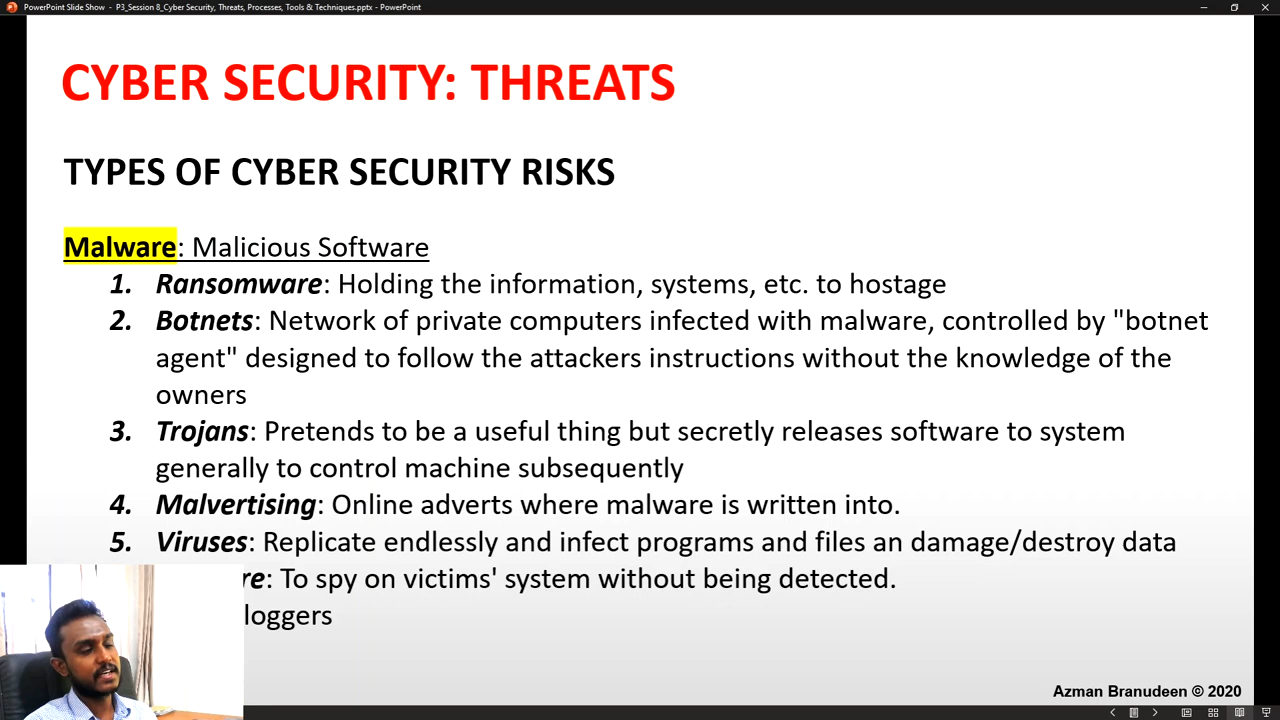 PowerPoint Slide Show - P3_Session 8_Cyber Security, Threats, Processes, Tools & Techniques.pptx - PowerPoint
CYBER SECURITY: THREATS
TYPES OF CYBER SECURITY RISKS
Malware: Malicious Software
1. Ransomware: Holding the information, systems, etc. to hostage
2. Botnets: Network of private computers infected with malware, controlled by "botnet
agent" designed to follow the attackers instructions without the knowledge of the
owners
3. Trojans: Pretends to be a useful thing but secretly releases software to system
generally to control machine subsequently
4. Malvertising: Online adverts where malware is written into.
5. Viruses: Replicate endlessly and infect programs and files an damage/destroy data
re: To spy on victims' system without being detected.
loggers
Azman Branudeen © 2020